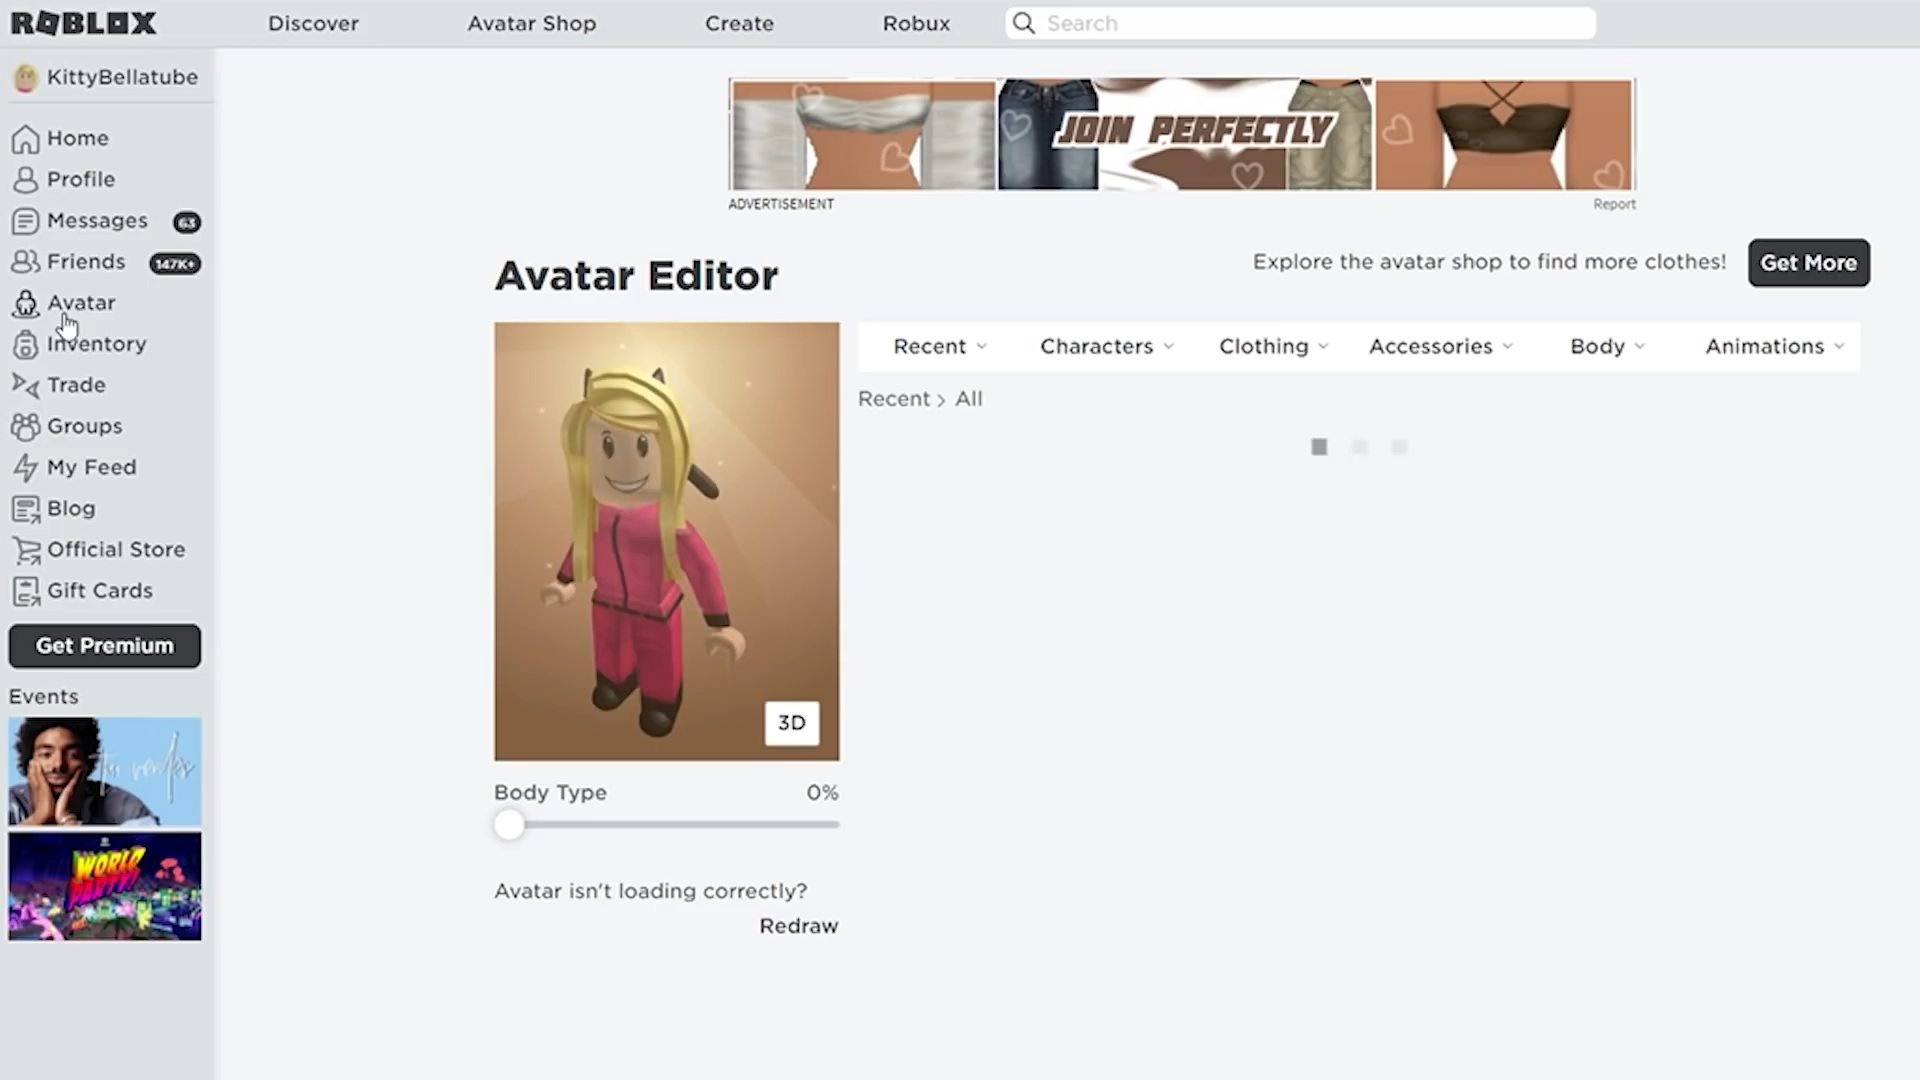 ROBLOX
Discover
Avatar Shop
Create
Robux
Search
KittyBellatube
Home
Profile
Messages 63
Friends 147K+
Avatar
Inventory
Trade
Groups
My Feed
Blog
Official Store
Gift Cards
Get Premium
Events
WORLD
PARTY!
JOIN PERFECTLY
ADVERTISEMENT
Report
Avatar Editor
Explore the avatar shop to find more clothes!
Get More
Recent
Characters
Clothing
Accessories
Body
Animations
Recent > All
3D
Body Type 0%
Avatar isn't loading correctly?
Redraw